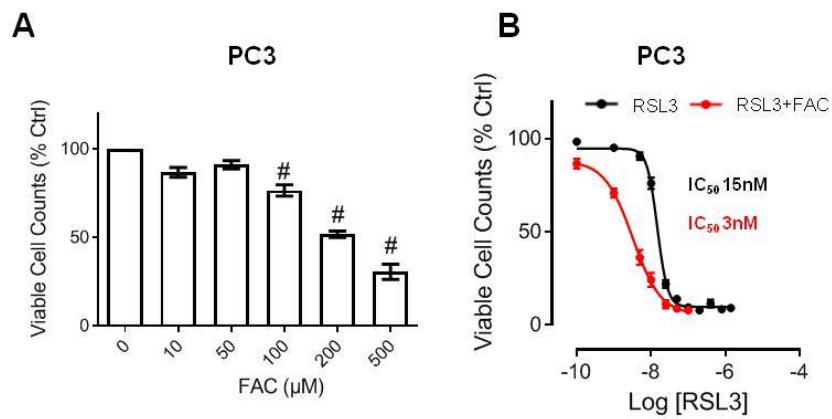 A
PC3
Viable Cell Counts (% Ctrl)
100
50
0
#
#
#
0
10
50
100
200
500
FAC (µM)
B
PC3
RSL3 RSL3+FAC
Viable Cell Counts (% Ctrl)
100
50
0
IC50 15nM
IC50 3nM
-10 -8 -6 -4
Log [RSL3]